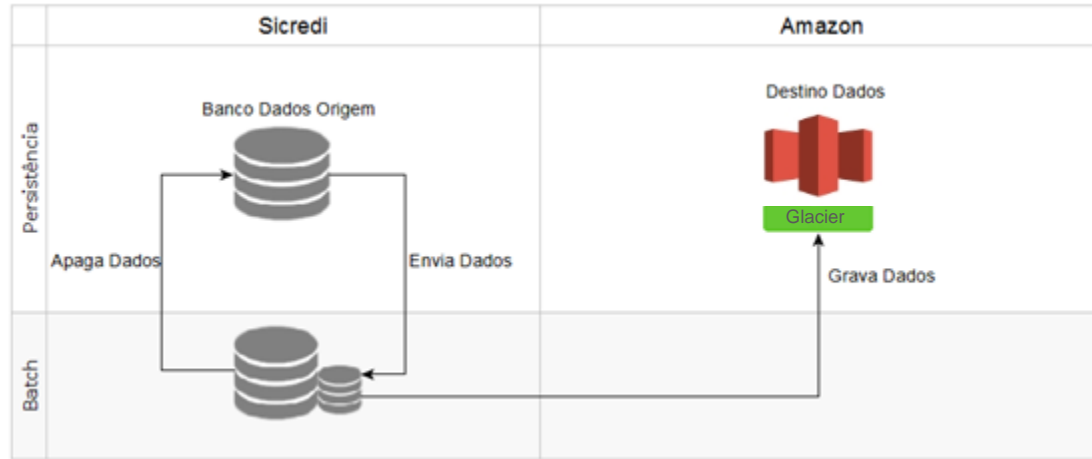 Sicredi
Amazon
Persistência
Banco Dados Origem
Destino Dados
Glacier
Apaga Dados
Envia Dados
Grava Dados
Batch